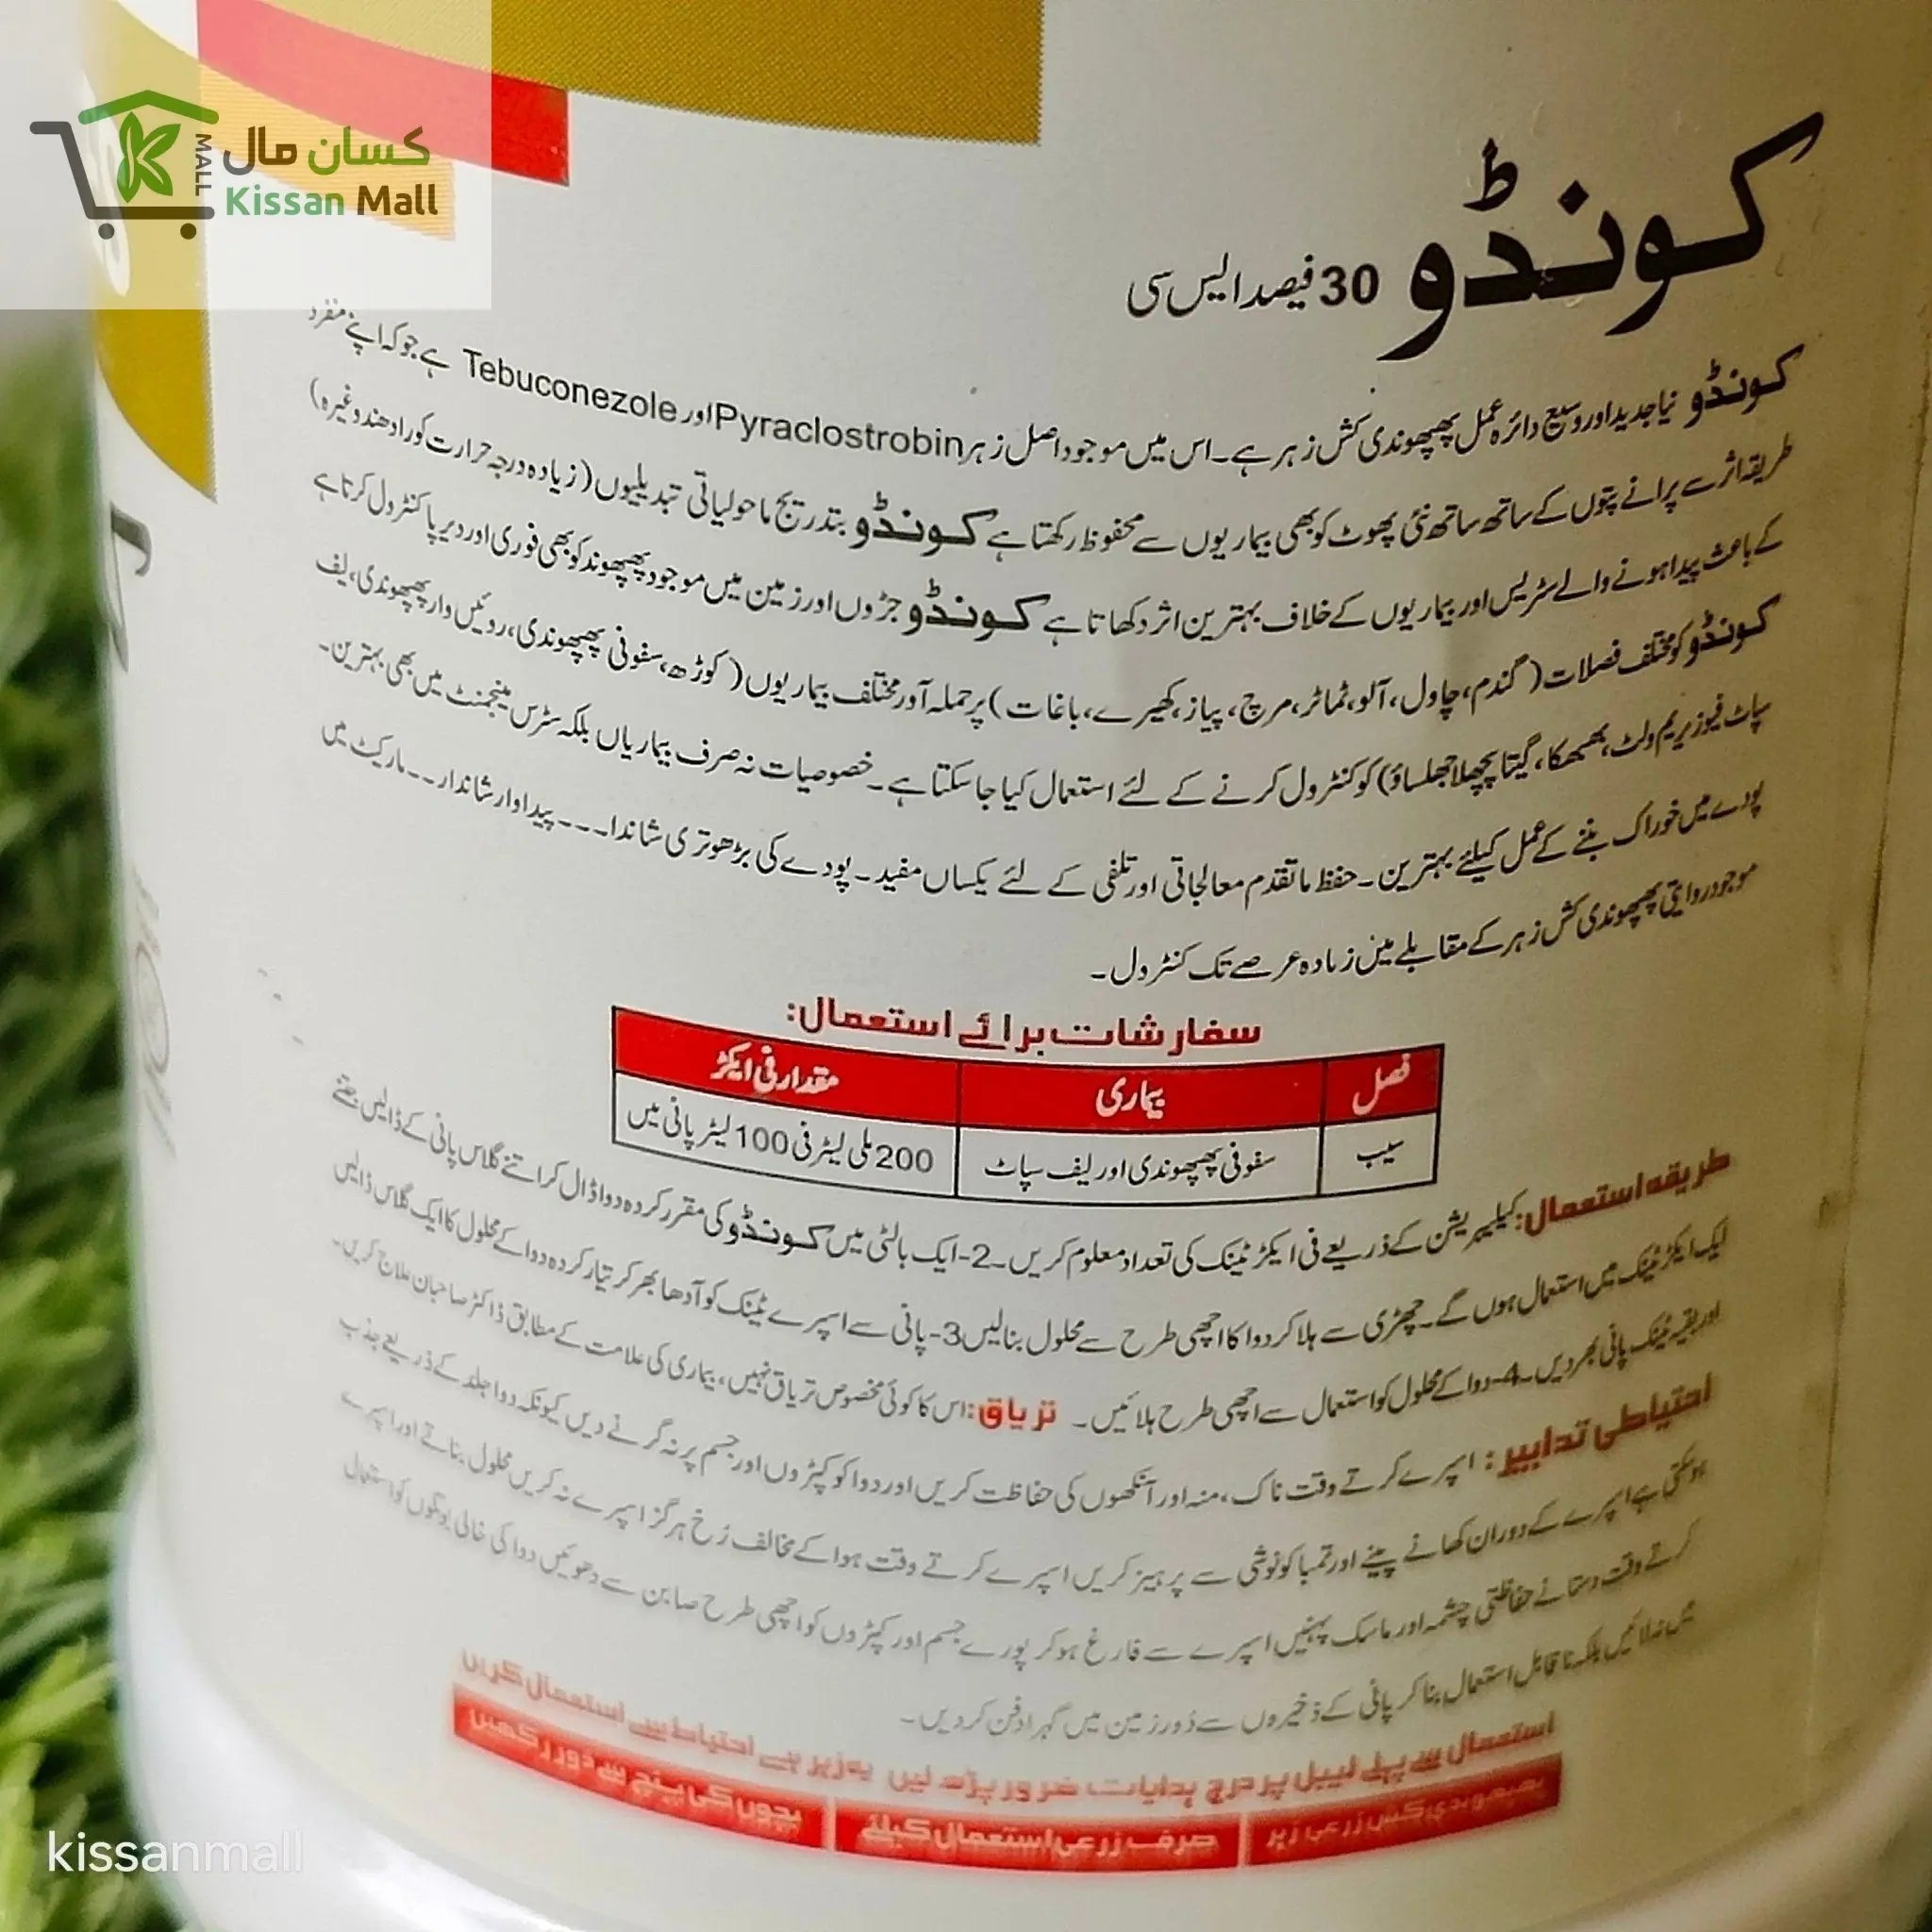 کسان مال
Kissan Mall
MALL
کونڈو 30 فیصد ایس سی
کونڈو نیا جدید اور وسیع دائرہ عمل پھپھوندی کش زہر ہے۔ اس میں موجود اصل زہر Pyraclostrobin اور Tebuconezole ہے جو کہ اپنے منفرد
طریقہ اثر سے پرانے پتوں کے ساتھ ساتھ نئی پھوٹ کو بھی بیماریوں سے محفوظ رکھتا ہے کونڈو بتدریج ماحولیاتی تبدیلیوں (زیادہ درجہ حرارت کورا دھند وغیرہ)
کے باعث پیدا ہونے والے سٹریس اور بیماریوں کے خلاف بہترین اثر دکھاتا ہے کونڈو جڑوں اور زمین میں موجود پھپھوند کو بھی فوری اور دیرپا کنٹرول کرتا ہے
کونڈو کو مختلف فصلات (گندم، چاول، آلو، ٹماٹر، مرچ، پیاز، کھیرے، باغات) پر حملہ آور مختلف بیماریوں (کوڑھ، سفوفی پھپھوندی، روئیں دار پھپھوندی، لیف
سپاٹ فیوزیریم ولٹ، بھبھکا، گیتا پچھلا جھلساؤ) کو کنٹرول کرنے کے لئے استعمال کیا جا سکتا ہے۔ خصوصیات نہ صرف بیماریاں بلکہ سٹرس مینجمنٹ میں بھی بہترین۔
پودے میں خوراک بننے کے عمل کیلئے بہترین۔ حفظ ماتقدم معالجاتی اور تلفی کے لئے یکساں مفید۔ پودے کی بڑھوتری شاندا۔۔۔ پیداوار شاندار۔۔ مارکیٹ میں
موجود روایتی پھپھوندی کش زہر کے مقابلے میں زیادہ عرصے تک کنٹرول۔
سفارشات برائے استعمال:
فصل بیماری مقدار فی ایکڑ
سیب سفوفی پھپھوندی اور لیف سپاٹ 200 ملی لیٹر فی 100 لیٹر پانی میں
طریقہ استعمال: کیلیبریشن کے ذریعے فی ایکڑ ٹینک کی تعداد معلوم کریں۔ 2- ایک بالٹی میں کونڈو کی مقرر کردہ دوا ڈال کر اتنے گلاس پانی کے ڈالیں جتنے
ایک ایکڑ ٹینک میں استعمال ہوں گے۔ چھڑی سے ہلا کر دوا کا اچھی طرح سے محلول بنا لیں 3- پانی سے اسپرے ٹینک کو آدھا بھر کر تیار کردہ دوا کے محلول کا ایک گلاس ڈالیں
اور بقیہ ٹینک پانی بھر دیں۔ 4- دوا کے محلول کو استعمال سے اچھی طرح ہلائیں۔ تریاق: اس کا کوئی مخصوص تریاق نہیں، بیماری کی علامت کے مطابق ڈاکٹر صاحبان علاج کریں۔
احتیاطی تدابیر: اسپرے کرتے وقت ناک، منہ اور آنکھوں کی حفاظت کریں اور دوا کو کپڑوں اور جسم پر نہ گرنے دیں کیونکہ دوا جلد کے ذریعے جذب
ہو سکتی ہے اسپرے کے دوران کھانے پینے اور تمباکو نوشی سے پرہیز کریں اسپرے کرتے وقت ہوا کے مخالف رُخ ہرگز اسپرے نہ کریں محلول بناتے اور اسپرے
کرتے وقت دستانے حفاظتی چشمہ اور ماسک پہنیں اسپرے سے فارغ ہو کر پورے جسم اور کپڑوں کو اچھی طرح صابن سے دھوئیں دوا کی خالی بوتلوں کو استعمال
میں نہ لائیں بلکہ ناقابل استعمال بنا کر پانی کے ذخیروں سے دُور زمین میں گہرا دفن کر دیں۔
استعمال سے پہلے لیبل پر درج ہدایات ضرور پڑھ لیں یہ زہر ہے احتیاط سے استعمال کریں
پھپھوندی کش زرعی زہر صرف زرعی استعمال کیلئے بچوں کی پہنچ سے دور رکھیں
kissanmall